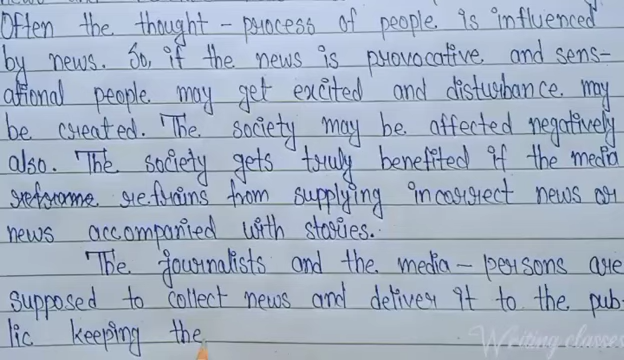 Often the thought-process of people is influenced
by news. So, if the news is provocative and sens-
ational people may get excited and disturbance may
be created. The society may be affected negatively
also. The society gets truly benefited if the media
refrains from supplying incorrect news or
news accompanied with stories.
The journalists and the media-persons are
supposed to collect news and deliver it to the pub-
lic keeping the
Writing classes